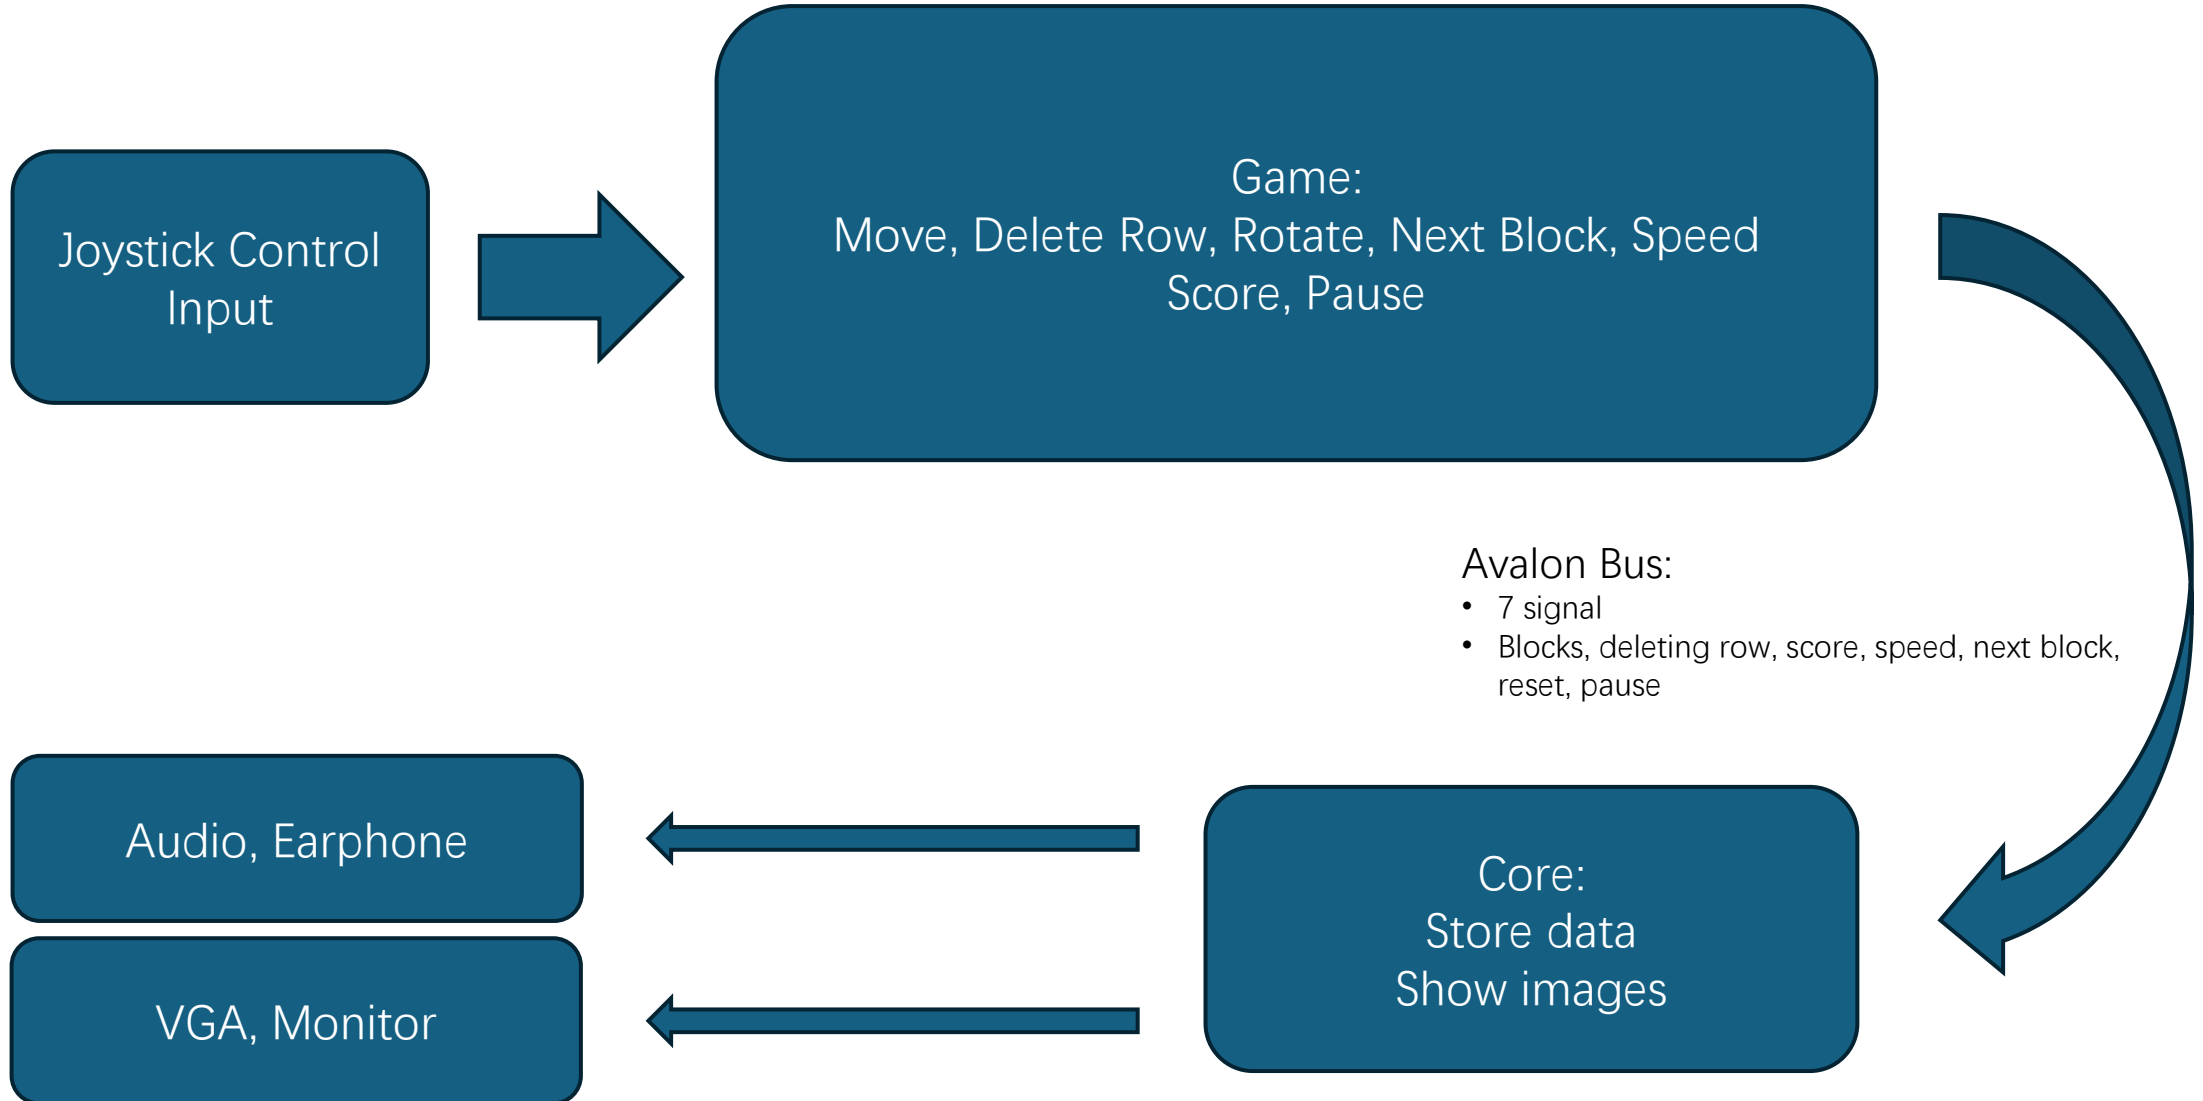 Joystick Control
Input
Game:
Move, Delete Row, Rotate, Next Block, Speed
Score, Pause
Avalon Bus:
• 7 signal
• Blocks, deleting row, score, speed, next block,
reset, pause
Audio, Earphone
VGA, Monitor
Core:
Store data
Show images